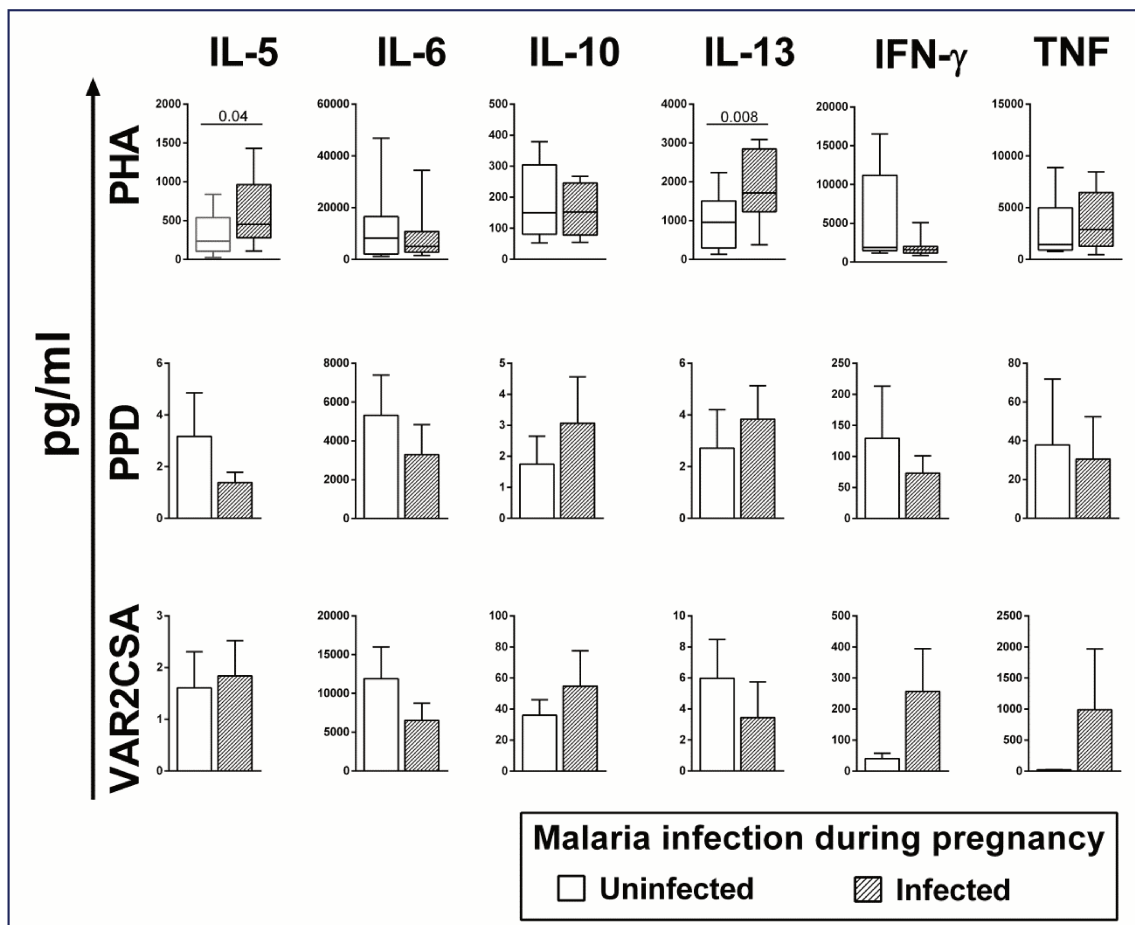 IL-5 IL-6 IL-10 IL-13 IFN-γ TNF
pg/ml
PHA
2000 1500 1000 500 0
0.04
60000 40000 20000 0
500 400 300 200 100 0
4000 3000 2000 1000 0
0.008
20000 15000 10000 5000 0
15000 10000 5000 0
PPD
6 4 2 0
8000 6000 4000 2000 0
5 4 3 2 1 0
6 4 2 0
250 200 150 100 50 0
80 60 40 20 0
VAR2CSA
3 2 1 0
20000 15000 10000 5000 0
100 80 60 40 20 0
10 8 6 4 2 0
500 400 300 200 100 0
2500 2000 1500 1000 500 0
Malaria infection during pregnancy
Uninfected Infected